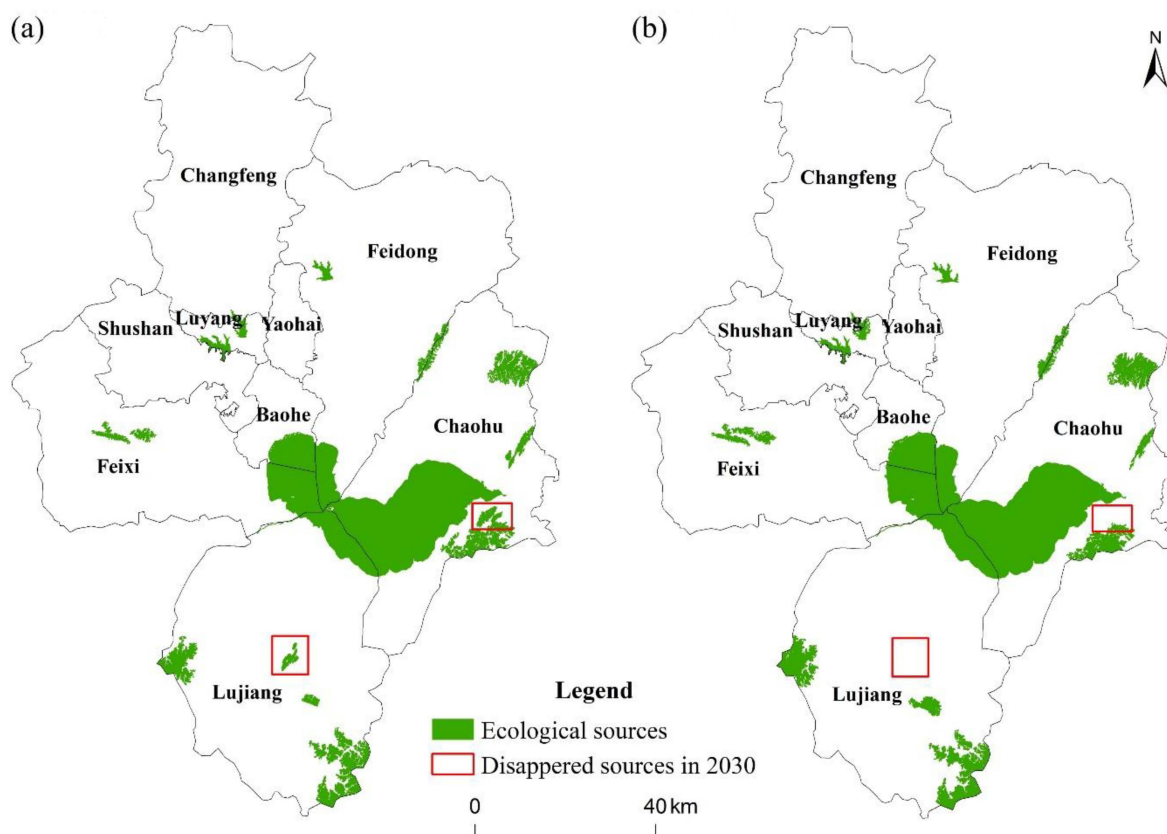 (a)
Changfeng
Feidong
Shushan
Luyang
Yaohai
Baohe
Chaohu
Feixi
Lujiang
(b)
N
Changfeng
Feidong
Shushan
Luyang
Yaohai
Baohe
Chaohu
Feixi
Lujiang
Legend
Ecological sources
Disappered sources in 2030
0 40 km